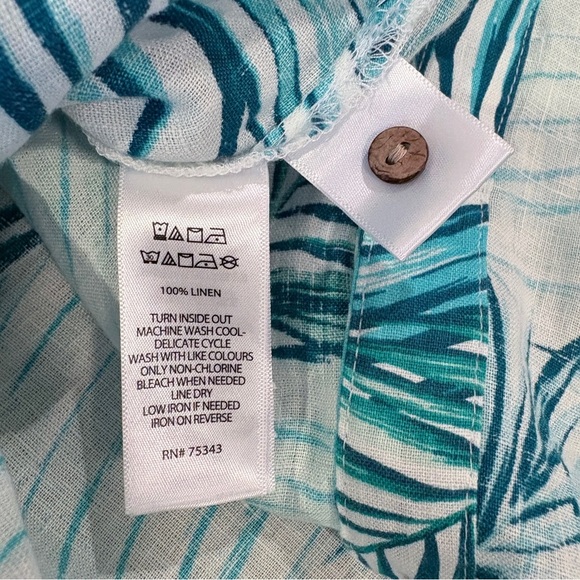 100% LINEN
TURN INSIDE OUT
MACHINE WASH COOL-
DELICATE CYCLE
WASH WITH LIKE COLOURS
ONLY NON-CHLORINE
BLEACH WHEN NEEDED
LINE DRY
LOW IRON IF NEEDED
IRON ON REVERSE
RN# 75343